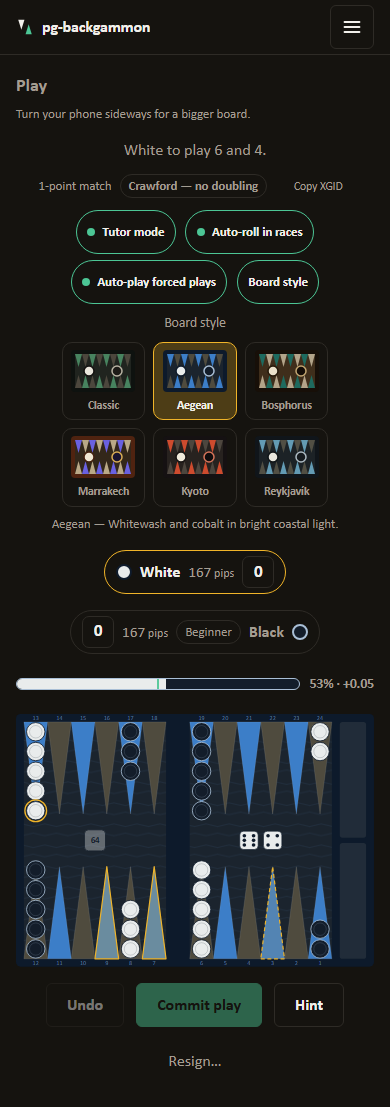 pg-backgammon
Play
Turn your phone sideways for a bigger board.
White to play 6 and 4.
1-point match Crawford — no doubling Copy XGID
Tutor mode Auto-roll in races
Auto-play forced plays Board style
Board style
Classic Aegean Bosphorus
Marrakech Kyoto Reykjavík
Aegean — Whitewash and cobalt in bright coastal light.
White 167 pips 0
0 167 pips Beginner Black
53% · +0.05
13 14 15 16 17 18 19 20 21 22 23 24
64
12 11 10 9 8 7 6 5 4 3 2 1
Undo Commit play Hint
Resign...